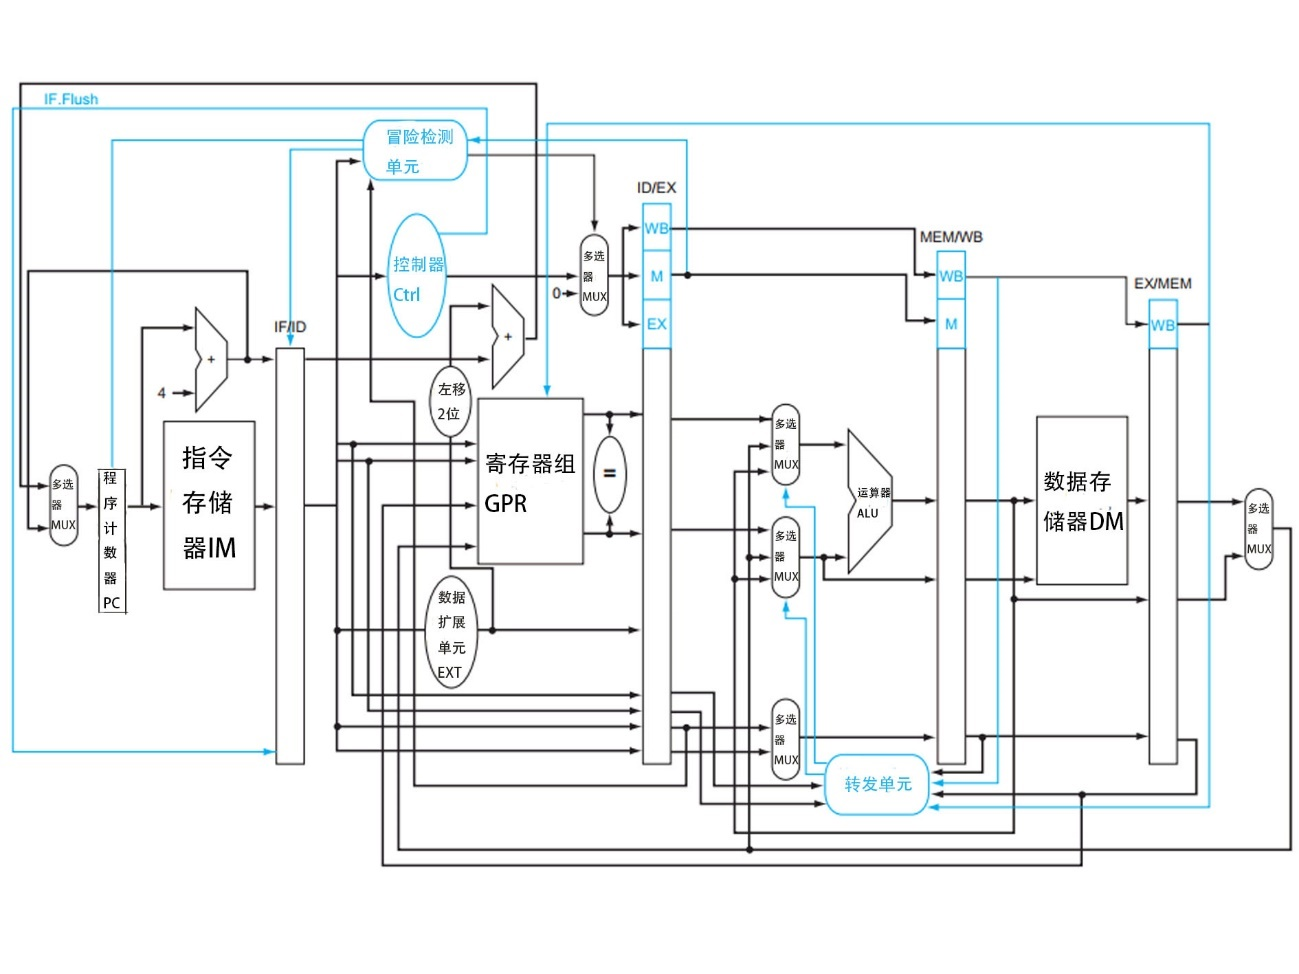 IF.Flush
冒险检测
单元
ID/EX
WB
M
EX
多选
器
MUX
0
控制器
Ctrl
MEM/WB
WB
M
EX/MEM
WB
IF/ID
+
4
+
左移
2位
多选
器
MUX
程
序
计
数
器
PC
指令
存储
器IM
寄存器组
GPR
=
数据
扩展
单元
EXT
多选
器
MUX
多选
器
MUX
多选
器
MUX
运算器
ALU
数据存
储器DM
多选
器
MUX
转发单元